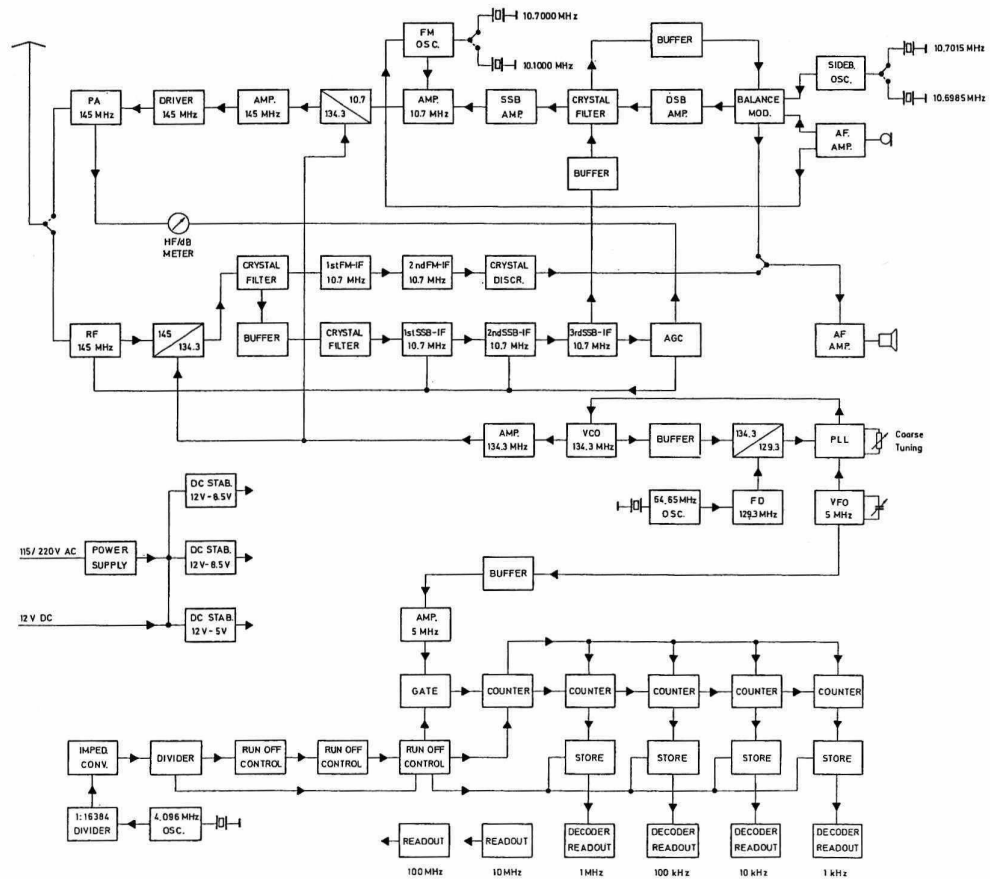 FM
OSC.
10.7000 MHz
10.1000 MHz
BUFFER
SIDEB.
OSC.
10.7015 MHz
10.6985 MHz
PA
145 MHz
DRIVER
145 MHz
AMP.
145 MHz
10.7
134.3
AMP.
10.7 MHz
SSB
AMP.
CRYSTAL
FILTER
DSB
AMP.
BALANCE
MOD.
AF.
AMP.
BUFFER
HF/dB
METER
CRYSTAL
FILTER
1st FM-IF
10.7 MHz
2nd FM-IF
10.7 MHz
CRYSTAL
DISCR.
RF
145 MHz
145
134.3
BUFFER
CRYSTAL
FILTER
1st SSB-IF
10.7 MHz
2nd SSB-IF
10.7 MHz
3rd SSB-IF
10.7 MHz
AGC
AF
AMP.
AMP.
134.3 MHz
VCO
134.3 MHz
BUFFER
134.3
129.3
PLL
Coarse
Tuning
64,65 MHz
OSC.
FD
129.3 MHz
VFO
5 MHz
DC STAB.
12V-8.5V
115/220V AC
POWER
SUPPLY
DC STAB.
12V-8.5V
12V DC
DC STAB.
12V-5V
BUFFER
AMP.
5 MHz
GATE
COUNTER
COUNTER
COUNTER
COUNTER
COUNTER
IMPED.
CONV.
DIVIDER
RUN OFF
CONTROL
RUN OFF
CONTROL
RUN OFF
CONTROL
STORE
STORE
STORE
STORE
1:16384
DIVIDER
4,096 MHz
OSC.
READOUT
READOUT
DECODER
READOUT
DECODER
READOUT
DECODER
READOUT
DECODER
READOUT
100 MHz
10 MHz
1 MHz
100 kHz
10 kHz
1 kHz